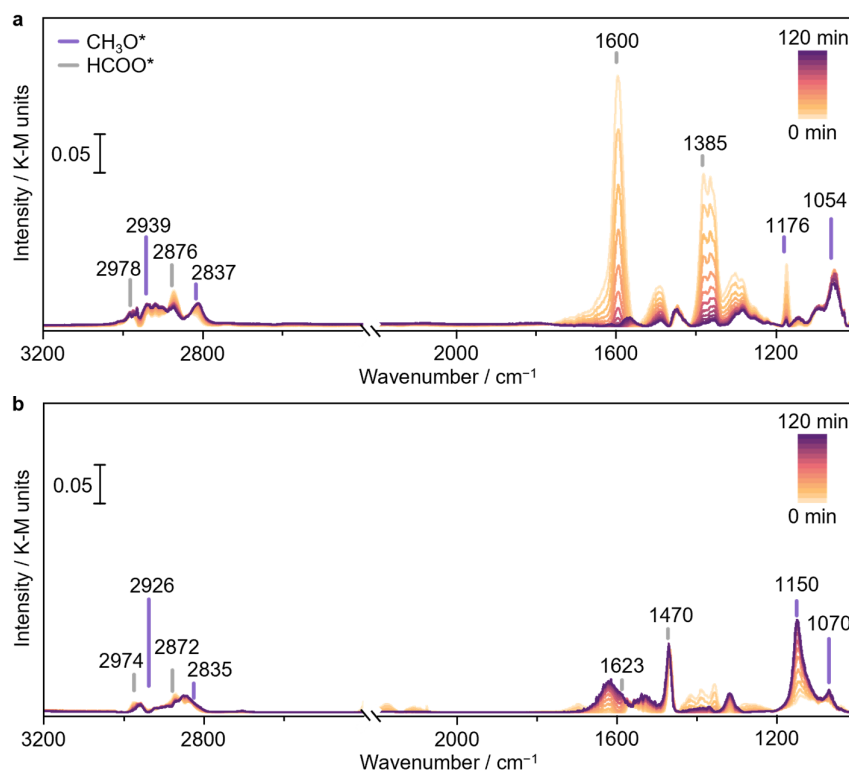 a
CH₃O*
HCOO*
Intensity / K-M units
0.05
2978
2939
2876
2837
1600
1385
1176
1054
120 min
0 min
3200
2800
2000
1600
1200
Wavenumber / cm⁻¹
b
Intensity / K-M units
0.05
2974
2926
2872
2835
1623
1470
1150
1070
120 min
0 min
3200
2800
2000
1600
1200
Wavenumber / cm⁻¹